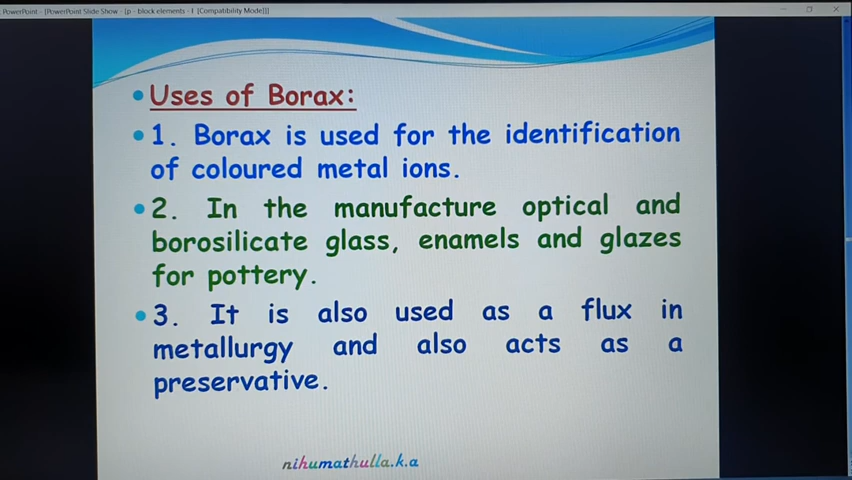 PowerPoint - [PowerPoint Slide Show - [p - block elements - I [Compatibility Mode]]]
Uses of Borax:
1. Borax is used for the identification
of coloured metal ions.
2. In the manufacture optical and
borosilicate glass, enamels and glazes
for pottery.
3. It is also used as a flux in
metallurgy and also acts as a
preservative.
nihumathulla.k.a